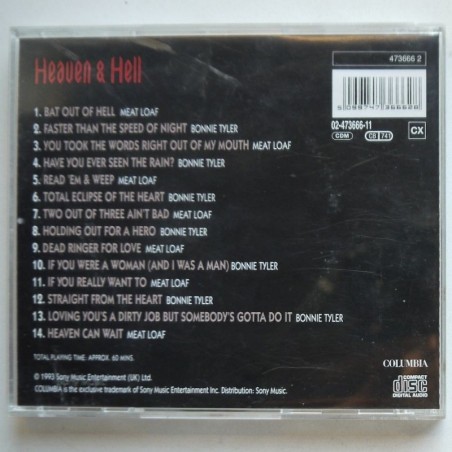 Heaven & Hell
473666 2
02-473666-11
CDM
CB 741
CX
1. BAT OUT OF HELL MEAT LOAF
2. FASTER THAN THE SPEED OF NIGHT BONNIE TYLER
3. YOU TOOK THE WORDS RIGHT OUT OF MY MOUTH MEAT LOAF
4. HAVE YOU EVER SEEN THE RAIN? BONNIE TYLER
5. READ 'EM & WEEP MEAT LOAF
6. TOTAL ECLIPSE OF THE HEART BONNIE TYLER
7. TWO OUT OF THREE AIN'T BAD MEAT LOAF
8. HOLDING OUT FOR A HERO BONNIE TYLER
9. DEAD RINGER FOR LOVE MEAT LOAF
10. IF YOU WERE A WOMAN (AND I WAS A MAN) BONNIE TYLER
11. IF YOU REALLY WANT TO MEAT LOAF
12. STRAIGHT FROM THE HEART BONNIE TYLER
13. LOVING YOU'S A DIRTY JOB BUT SOMEBODY'S GOTTA DO IT BONNIE TYLER
14. HEAVEN CAN WAIT MEAT LOAF
TOTAL PLAYING TIME: APPROX. 60 MINS.
COLUMBIA
© 1993 Sony Music Entertainment (UK) Ltd.
COLUMBIA is the exclusive trademark of Sony Music Entertainment Inc. Distribution: Sony Music.
COMPACT
disc
DIGITAL AUDIO